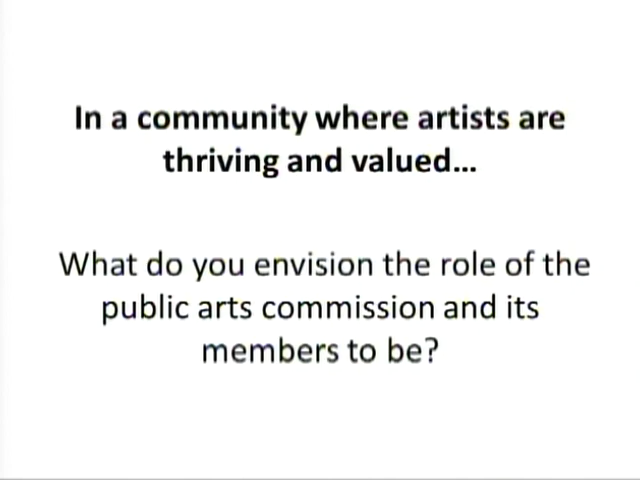 In a community where artists are
thriving and valued...
What do you envision the role of the
public arts commission and its
members to be?